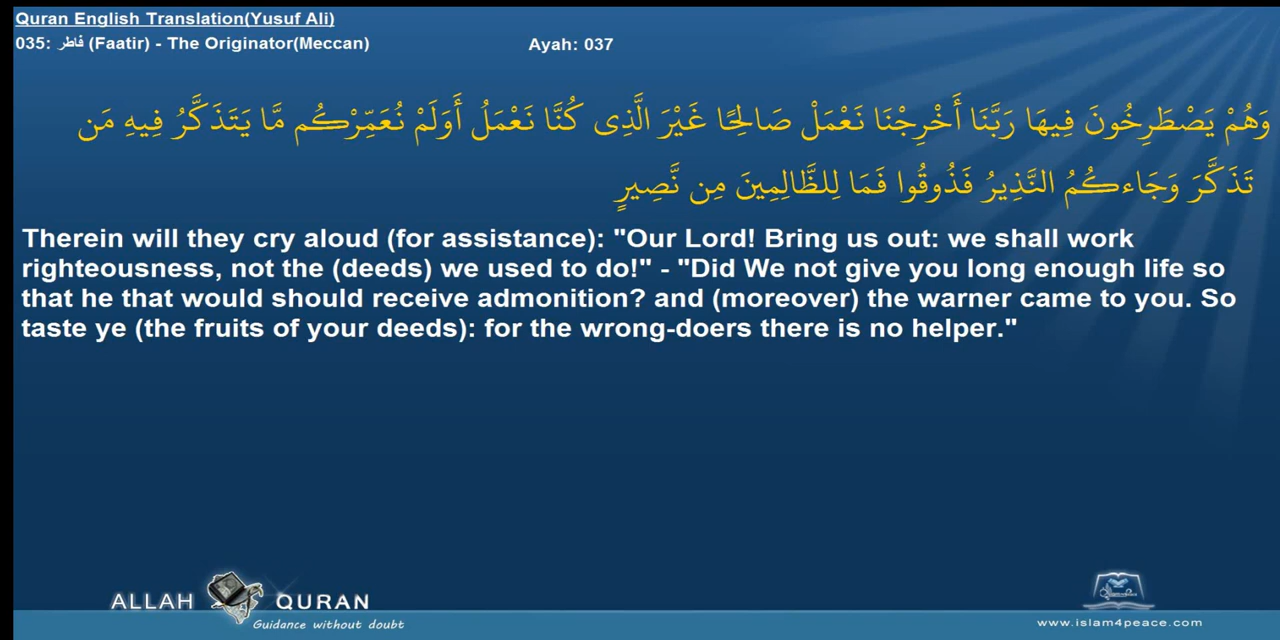 Quran English Translation(Yusuf Ali)
035: فاطر (Faatir) - The Originator(Meccan)
Ayah: 037
وَهُمْ يَصْطَرِخُونَ فِيهَا رَبَّنَا أَخْرِجْنَا نَعْمَلْ صَالِحًا غَيْرَ الَّذِى كُنَّا نَعْمَلُ أَوَلَمْ نُعَمِّرْكُم مَّا يَتَذَكَّرُ فِيهِ مَن
تَذَكَّرَ وَجَاءكُمُ النَّذِيرُ فَذُوقُوا فَمَا لِلظَّالِمِينَ مِن نَّصِيرٍ
Therein will they cry aloud (for assistance): "Our Lord! Bring us out: we shall work
righteousness, not the (deeds) we used to do!" - "Did We not give you long enough life so
that he that would should receive admonition? and (moreover) the warner came to you. So
taste ye (the fruits of your deeds): for the wrong-doers there is no helper."
ALLAH QURAN
Guidance without doubt
www.islam4peace.com